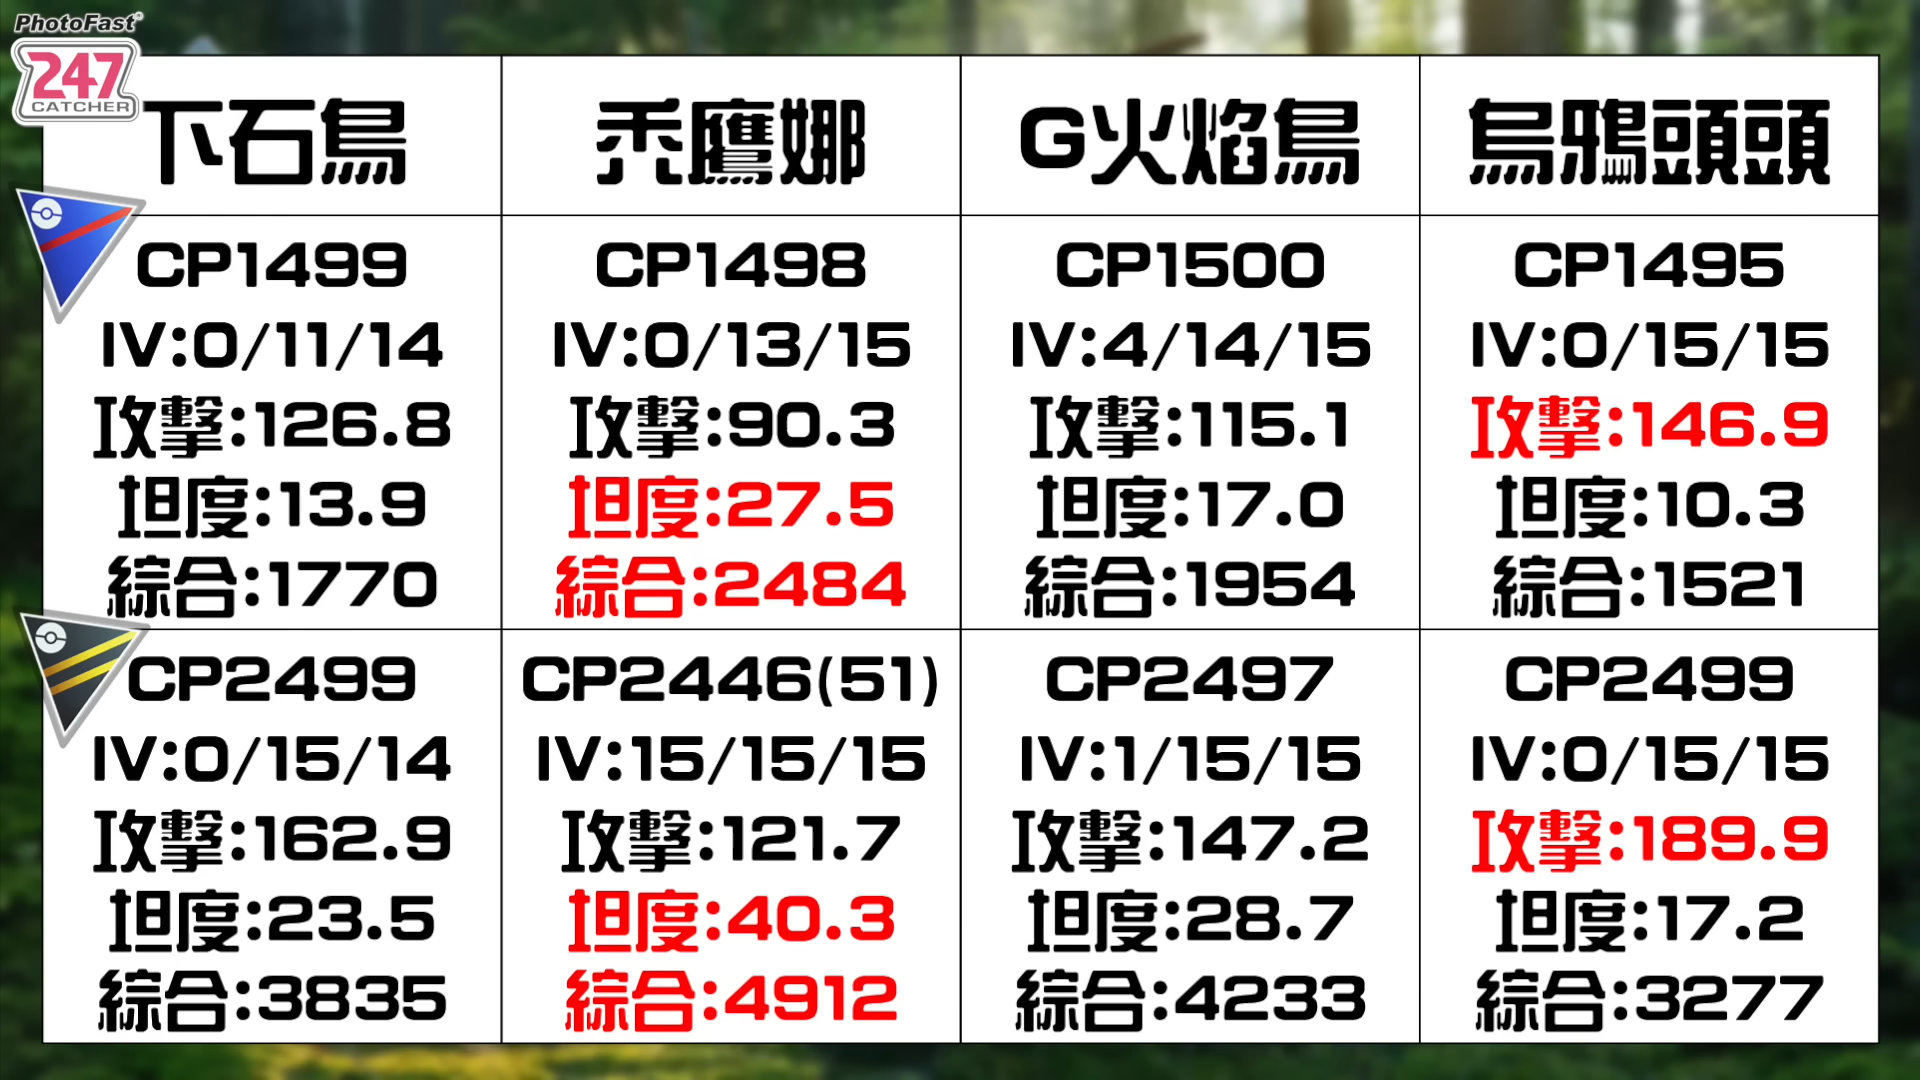 PhotoFast
247
CATCHER
下石鳥 禿鷹娜 G火焰鳥 烏鴉頭頭
CP1499 CP1498 CP1500 CP1495
IV:0/11/14 IV:0/13/15 IV:4/14/15 IV:0/15/15
攻擊:126.8 攻擊:90.3 攻擊:115.1 攻擊:146.9
坦度:13.9 坦度:27.5 坦度:17.0 坦度:10.3
綜合:1770 綜合:2484 綜合:1954 綜合:1521
CP2499 CP2446(51) CP2497 CP2499
IV:0/15/14 IV:15/15/15 IV:1/15/15 IV:0/15/15
攻擊:162.9 攻擊:121.7 攻擊:147.2 攻擊:189.9
坦度:23.5 坦度:40.3 坦度:28.7 坦度:17.2
綜合:3835 綜合:4912 綜合:4233 綜合:3277